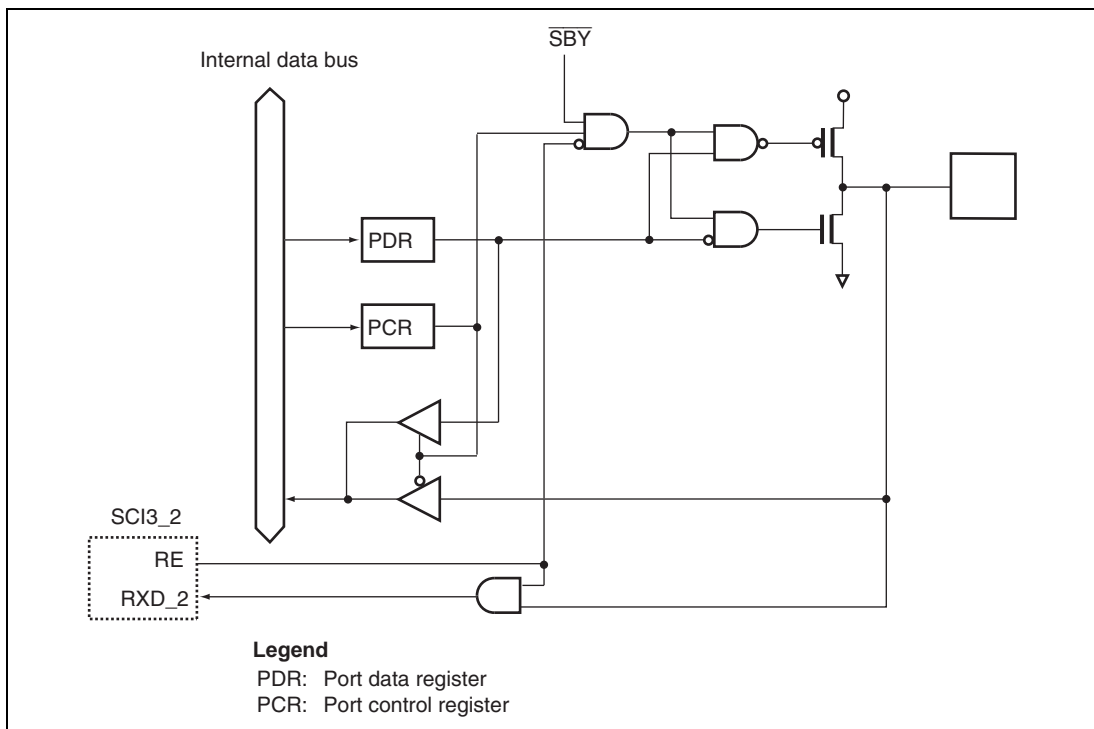 SBY
Internal data bus
PDR
PCR
SCI3_2
RE
RXD_2
Legend
PDR: Port data register
PCR: Port control register